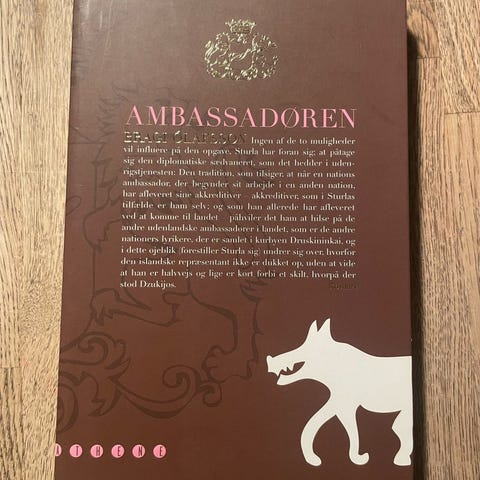 AMBASSADØREN
BRAGI ÓLAFSSON Ingen af de to muligheder
vil influere på den opgave, Sturla har foran sig: at påtage
sig den diplomatiske sædvaneret, som det hedder i uden-
rigstjenesten: Den tradition, som tilsiger, at når en nations
ambassadør, der begynder sit arbejde i en anden nation,
har afleveret sine akkreditiver – akkreditiver, som i Sturlas
tilfælde er ham selv; og som han allerede har afleveret
ved at komme til landet – påhviler det ham at hilse på de
andre udenlandske ambassadører i landet, som er de andre
nationers lyrikere, der er samlet i kurbyen Druskininkai, og
i dette øjeblik (forestiller Sturla sig) undrer sig over, hvorfor
den islandske repræsentant ikke er dukket op, uden at vide
at han er halvvejs og lige er kørt forbi et skilt, hvorpå der
stod Dzukijos.
ROMAN
ATHENE